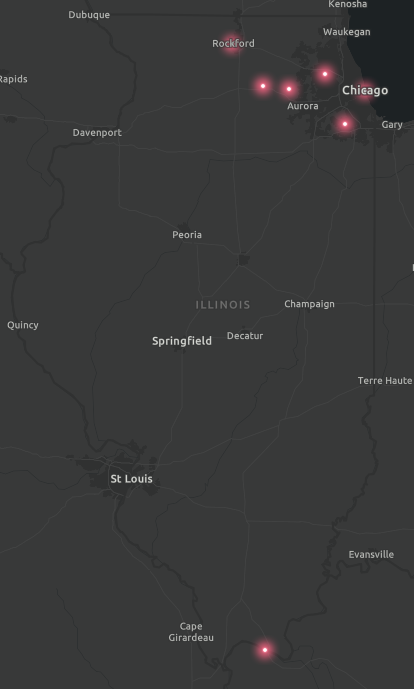 Kenosha
Dubuque
Waukegan
Rockford
Rapids
Chicago
Aurora
Gary
Davenport
Peoria
ILLINOIS
Champaign
Quincy
Springfield
Decatur
Terre Haute
St Louis
Evansville
Cape
Girardeau